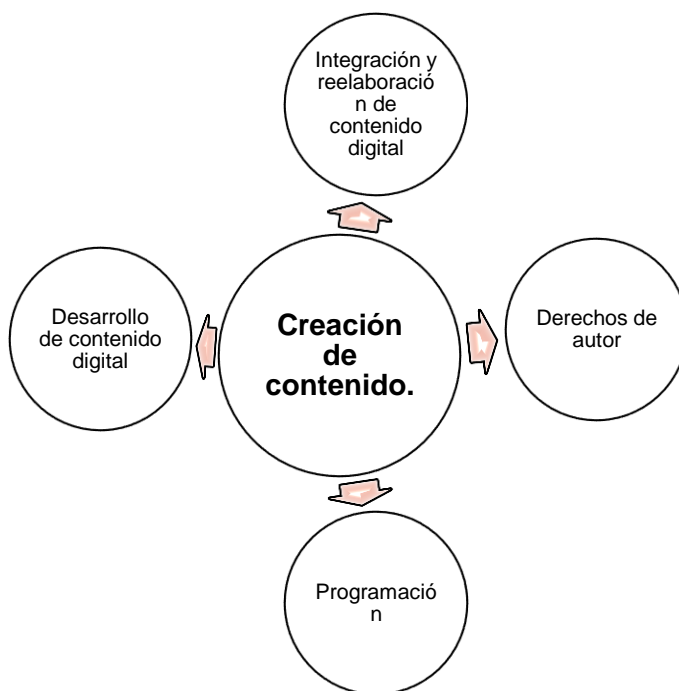 Integración y
reelaboració
n de
contenido
digital
Desarrollo
de contenido
digital
Creación
de
contenido.
Derechos de
autor
Programació
n